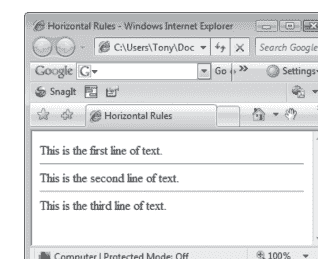 Horizontal Rules - Windows Internet Explorer
C:\Users\Tony\Doc
Search Google
Google
G
Go
Settings
SnagIt
Horizontal Rules
This is the first line of text.
This is the second line of text.
This is the third line of text.
Computer | Protected Mode: Off
100%